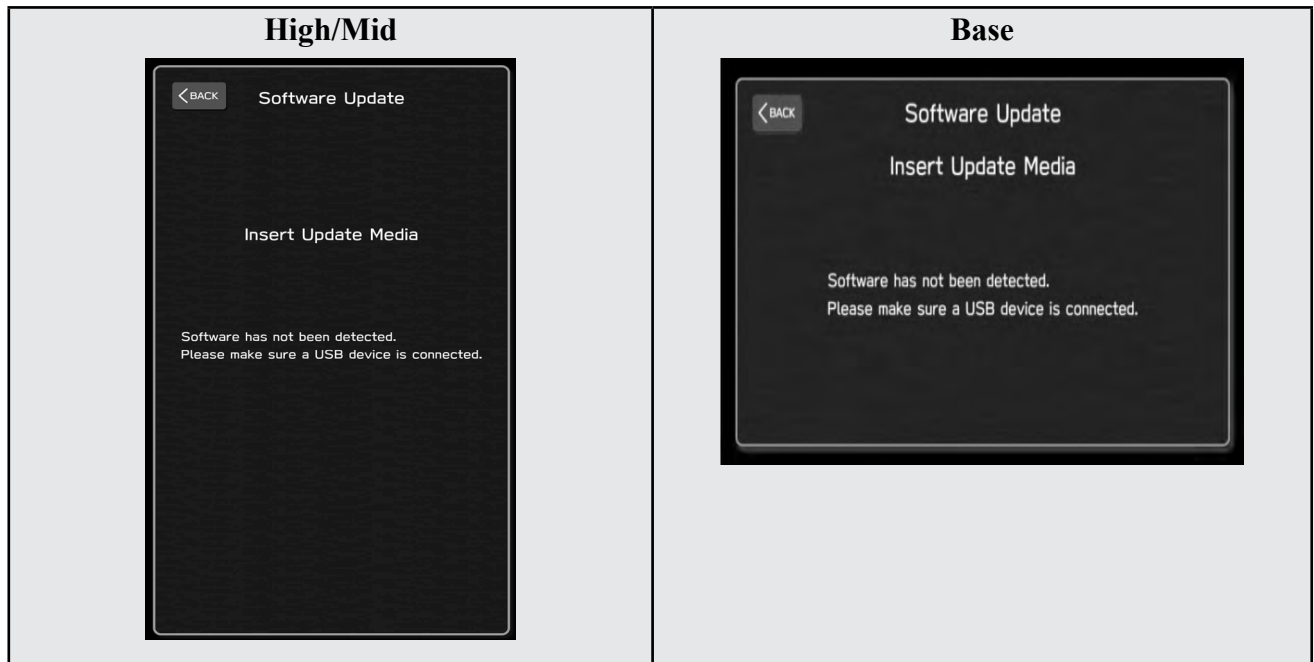 High/Mid
BACK
Software Update
Insert Update Media
Software has not been detected.
Please make sure a USB device is connected.
Base
BACK
Software Update
Insert Update Media
Software has not been detected.
Please make sure a USB device is connected.